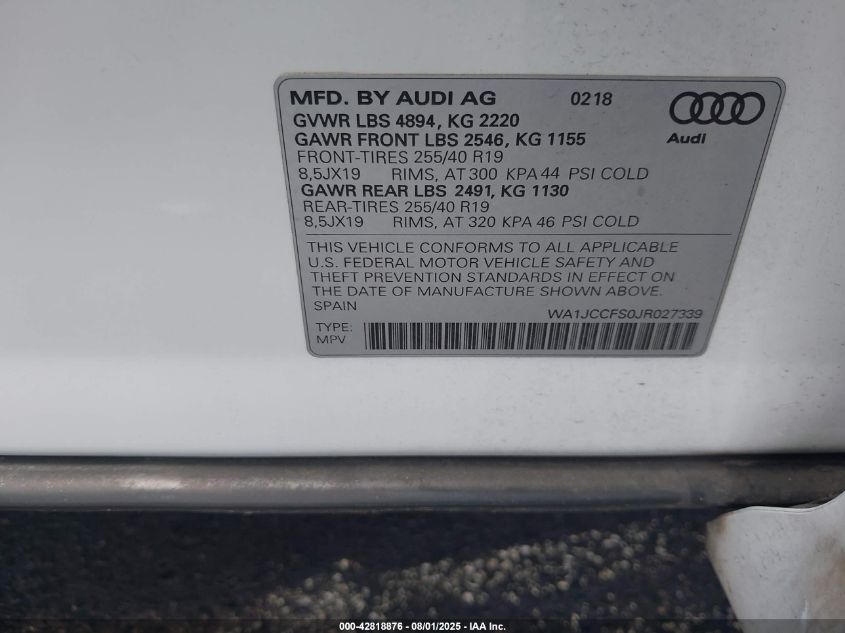 MFD. BY AUDI AG 0218
GVWR LBS 4894, KG 2220
GAWR FRONT LBS 2546, KG 1155
Audi
FRONT-TIRES 255/40 R19
8,5JX19 RIMS, AT 300 KPA 44 PSI COLD
GAWR REAR LBS 2491, KG 1130
REAR-TIRES 255/40 R19
8,5JX19 RIMS, AT 320 KPA 46 PSI COLD
THIS VEHICLE CONFORMS TO ALL APPLICABLE
U.S. FEDERAL MOTOR VEHICLE SAFETY AND
THEFT PREVENTION STANDARDS IN EFFECT ON
THE DATE OF MANUFACTURE SHOWN ABOVE.
SPAIN
WA1JCCFS0JR027339
TYPE:
MPV
000-42818876 - 08/01/2025 - IAA Inc.